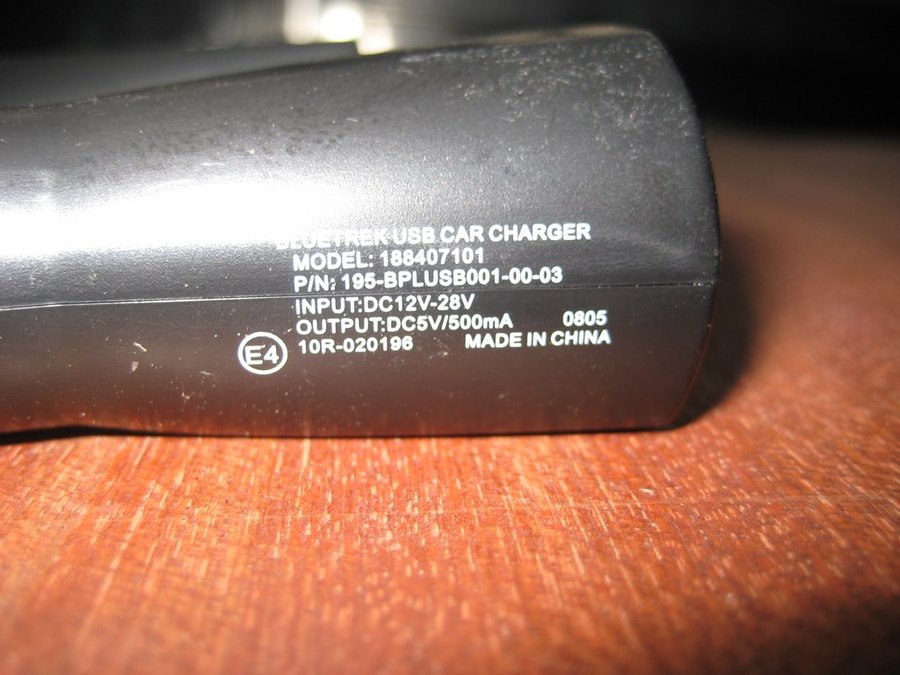 BLUETREK USB CAR CHARGER
MODEL: 188407101
P/N: 195-BPLUSB001-00-03
INPUT:DC12V-28V
OUTPUT:DC5V/500mA 0805
E4 10R-020196 MADE IN CHINA